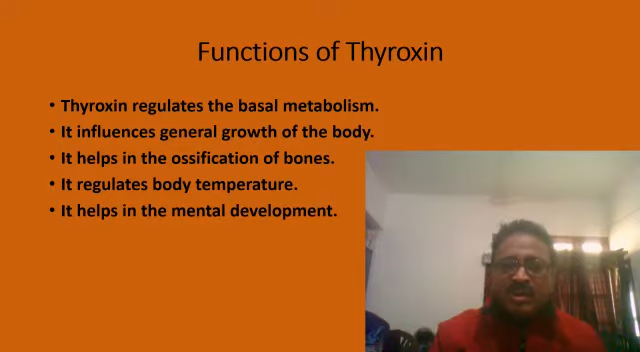 Functions of Thyroxin
• Thyroxin regulates the basal metabolism.
• It influences general growth of the body.
• It helps in the ossification of bones.
• It regulates body temperature.
• It helps in the mental development.